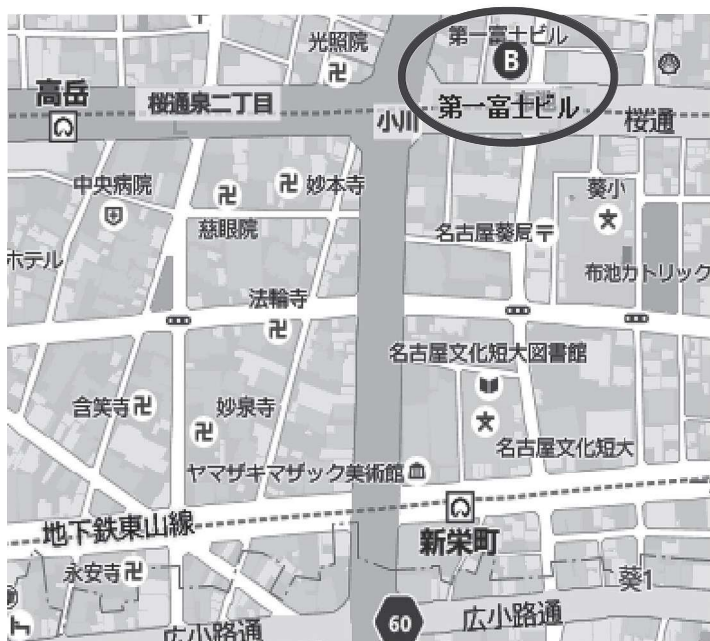 光照院
第一富士ビル
B
高岳
桜通泉二丁目
小川
第一富士ビル
桜通
中央病院
妙本寺
葵小
慈眼院
名古屋葵局
ホテル
布池カトリック
法輪寺
名古屋文化短大図書館
含笑寺
妙泉寺
名古屋文化短大
ヤマザキマザック美術館
地下鉄東山線
新栄町
永安寺
葵1
60
広小路通
広小路通